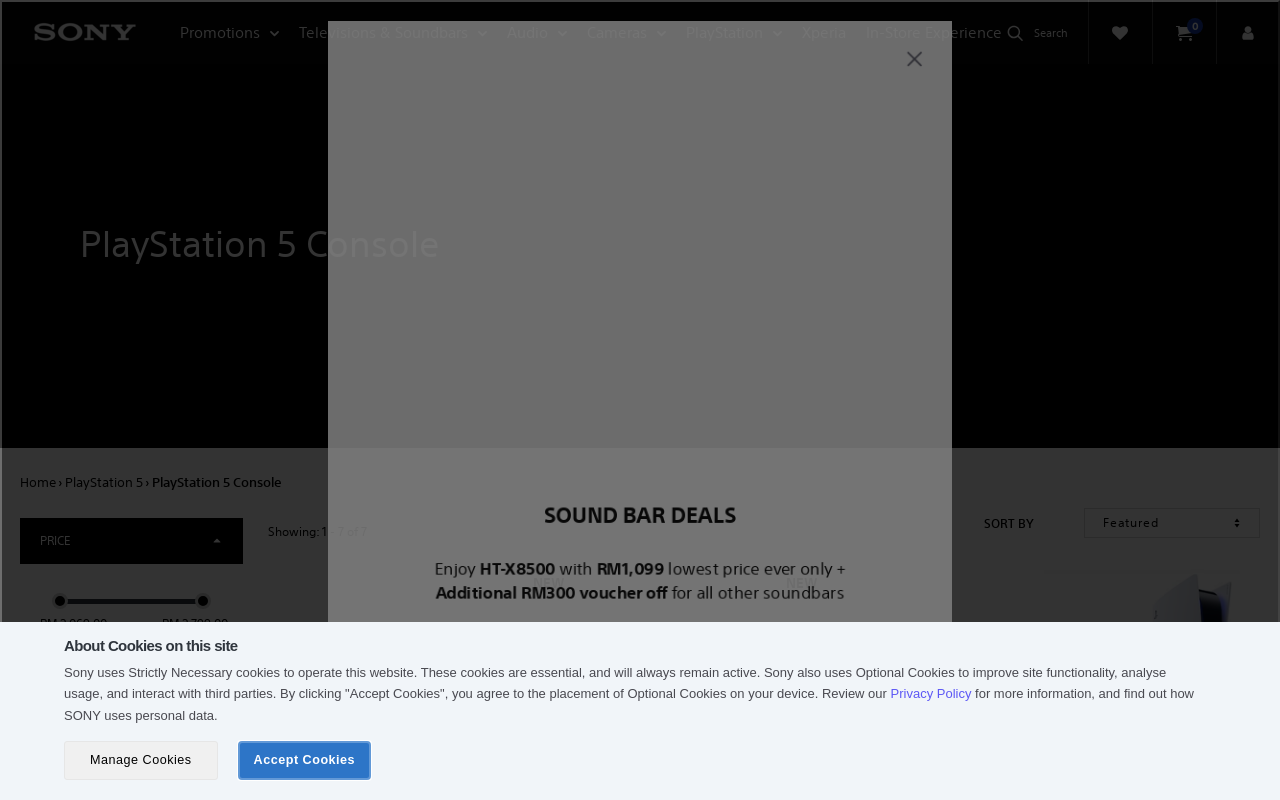 SONY
Promotions
Televisions & Soundbars
Audio
Cameras
PlayStation
Xperia
In-Store Experience
Search
0
PlayStation 5 Console
Home › PlayStation 5 › PlayStation 5 Console
PRICE
Showing: 1 - 7 of 7
SORT BY
Featured
SOUND BAR DEALS
Enjoy HT-X8500 with RM1,099 lowest price ever only +
Additional RM300 voucher off for all other soundbars
NEW
NEW
About Cookies on this site
Sony uses Strictly Necessary cookies to operate this website. These cookies are essential, and will always remain active. Sony also uses Optional Cookies to improve site functionality, analyse
usage, and interact with third parties. By clicking "Accept Cookies", you agree to the placement of Optional Cookies on your device. Review our Privacy Policy for more information, and find out how
SONY uses personal data.
Manage Cookies
Accept Cookies